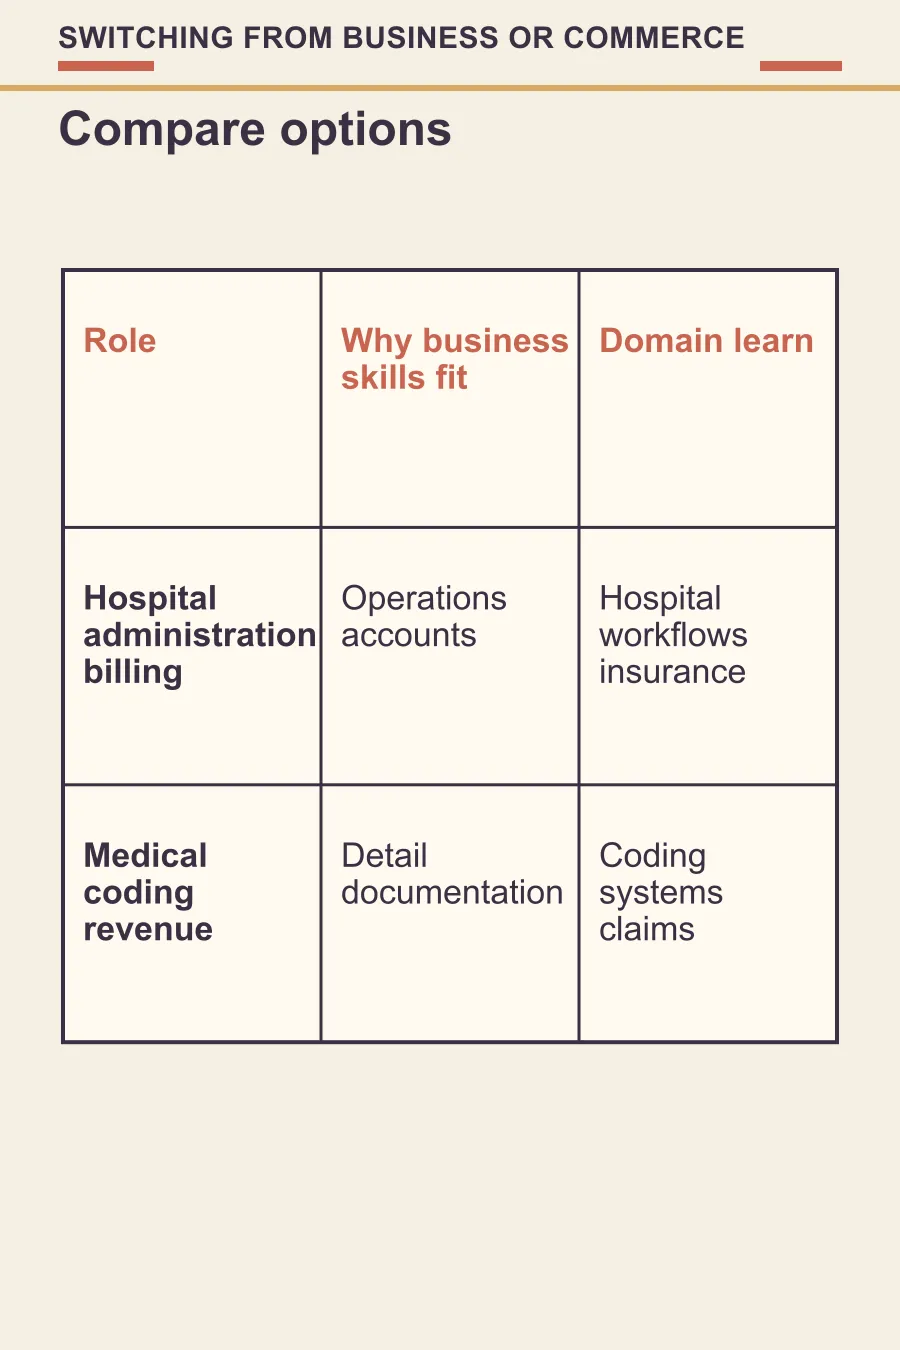 SWITCHING FROM BUSINESS OR COMMERCE
Compare options
Role
Why business
skills fit
Domain learn
Hospital
administration
billing
Operations
accounts
Hospital
workflows
insurance
Medical
coding
revenue
Detail
documentation
Coding
systems
claims